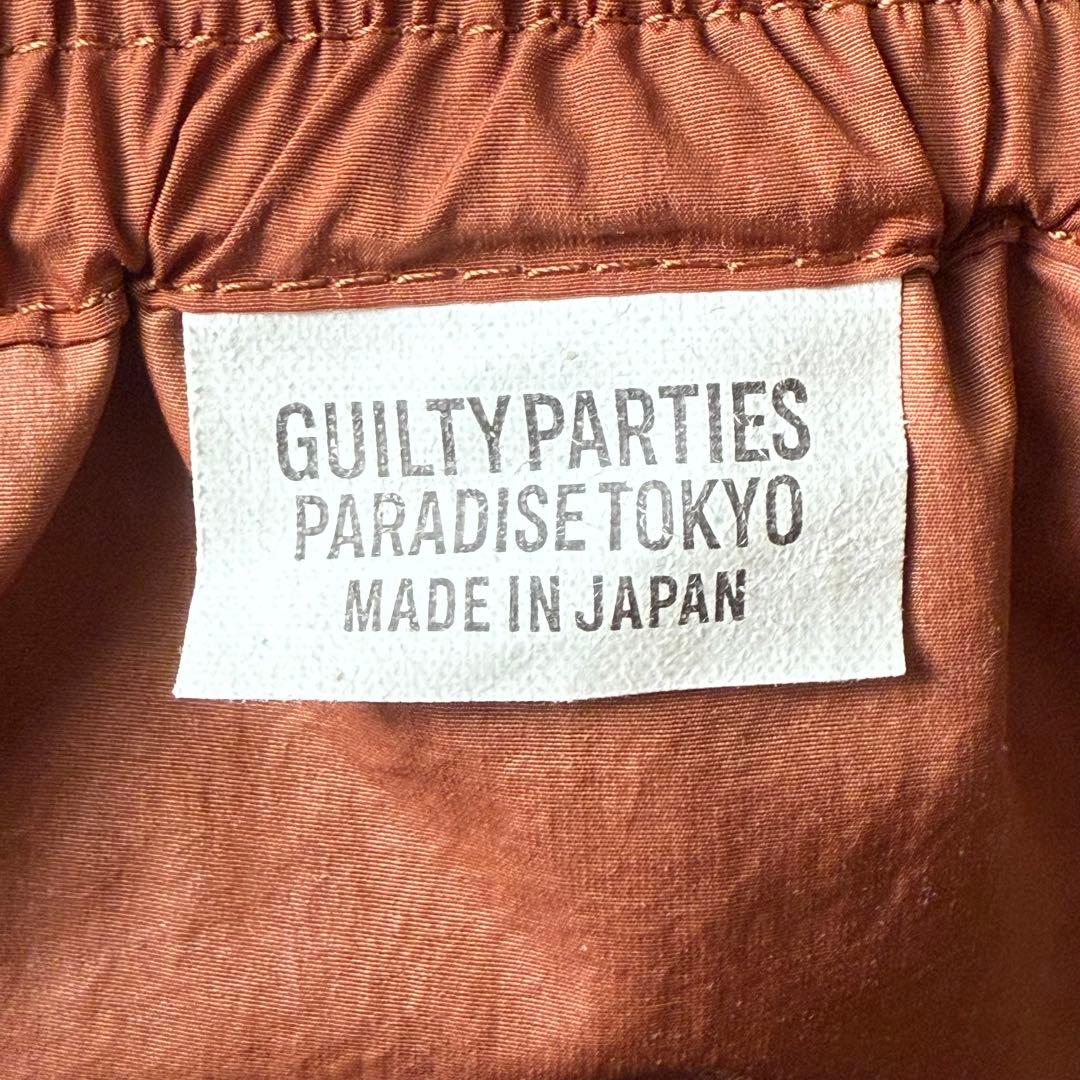 GUILTY PARTIES
PARADISE TOKYO
MADE IN JAPAN